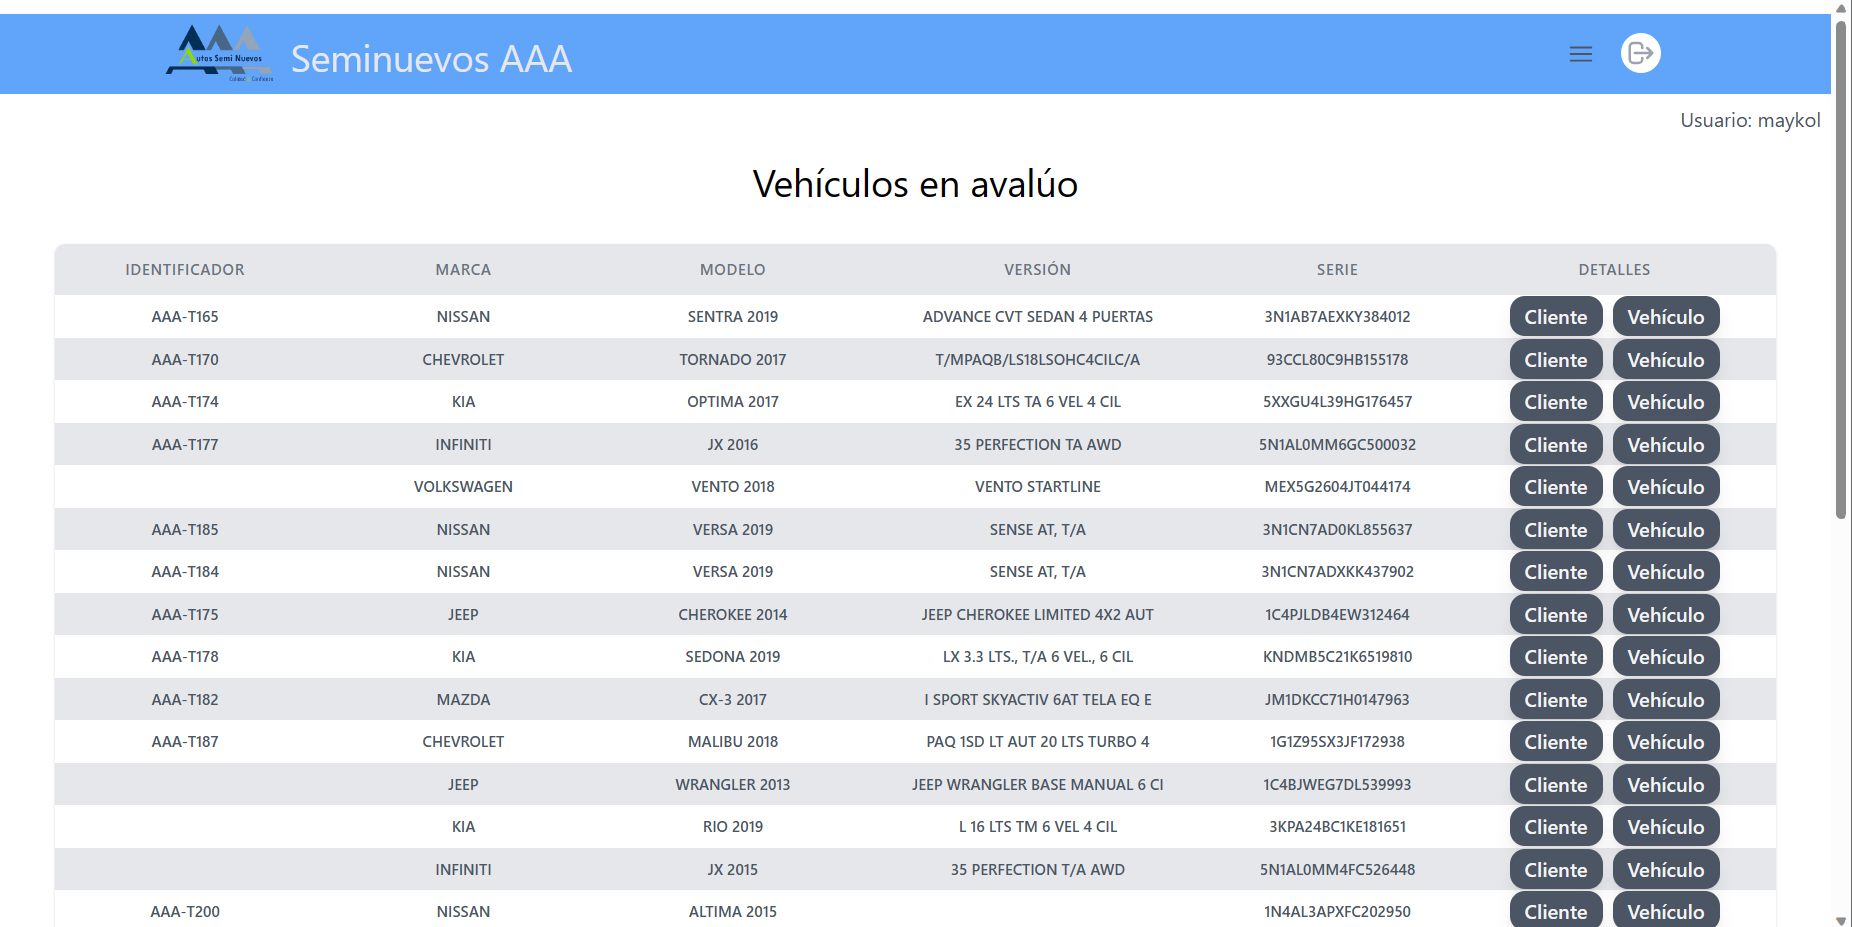 Autos Semi Nuevos
Calidad y Confianza
Seminuevos AAA
Usuario: maykol
Vehículos en avalúo
IDENTIFICADOR MARCA MODELO VERSIÓN SERIE DETALLES
AAA-T165 NISSAN SENTRA 2019 ADVANCE CVT SEDAN 4 PUERTAS 3N1AB7AEXKY384012 Cliente Vehículo
AAA-T170 CHEVROLET TORNADO 2017 T/MPAQB/LS18LSOHC4CILC/A 93CCL80C9HB155178 Cliente Vehículo
AAA-T174 KIA OPTIMA 2017 EX 24 LTS TA 6 VEL 4 CIL 5XXGU4L39HG176457 Cliente Vehículo
AAA-T177 INFINITI JX 2016 35 PERFECTION TA AWD 5N1AL0MM6GC500032 Cliente Vehículo
VOLKSWAGEN VENTO 2018 VENTO STARTLINE MEX5G2604JT044174 Cliente Vehículo
AAA-T185 NISSAN VERSA 2019 SENSE AT, T/A 3N1CN7AD0KL855637 Cliente Vehículo
AAA-T184 NISSAN VERSA 2019 SENSE AT, T/A 3N1CN7ADXKK437902 Cliente Vehículo
AAA-T175 JEEP CHEROKEE 2014 JEEP CHEROKEE LIMITED 4X2 AUT 1C4PJLDB4EW312464 Cliente Vehículo
AAA-T178 KIA SEDONA 2019 LX 3.3 LTS., T/A 6 VEL., 6 CIL KNDMB5C21K6519810 Cliente Vehículo
AAA-T182 MAZDA CX-3 2017 I SPORT SKYACTIV 6AT TELA EQ E JM1DKCC71H0147963 Cliente Vehículo
AAA-T187 CHEVROLET MALIBU 2018 PAQ 1SD LT AUT 20 LTS TURBO 4 1G1Z95SX3JF172938 Cliente Vehículo
JEEP WRANGLER 2013 JEEP WRANGLER BASE MANUAL 6 CI 1C4BJWEG7DL539993 Cliente Vehículo
KIA RIO 2019 L 16 LTS TM 6 VEL 4 CIL 3KPA24BC1KE181651 Cliente Vehículo
INFINITI JX 2015 35 PERFECTION T/A AWD 5N1AL0MM4FC526448 Cliente Vehículo
AAA-T200 NISSAN ALTIMA 2015 1N4AL3APXFC202950 Cliente Vehículo